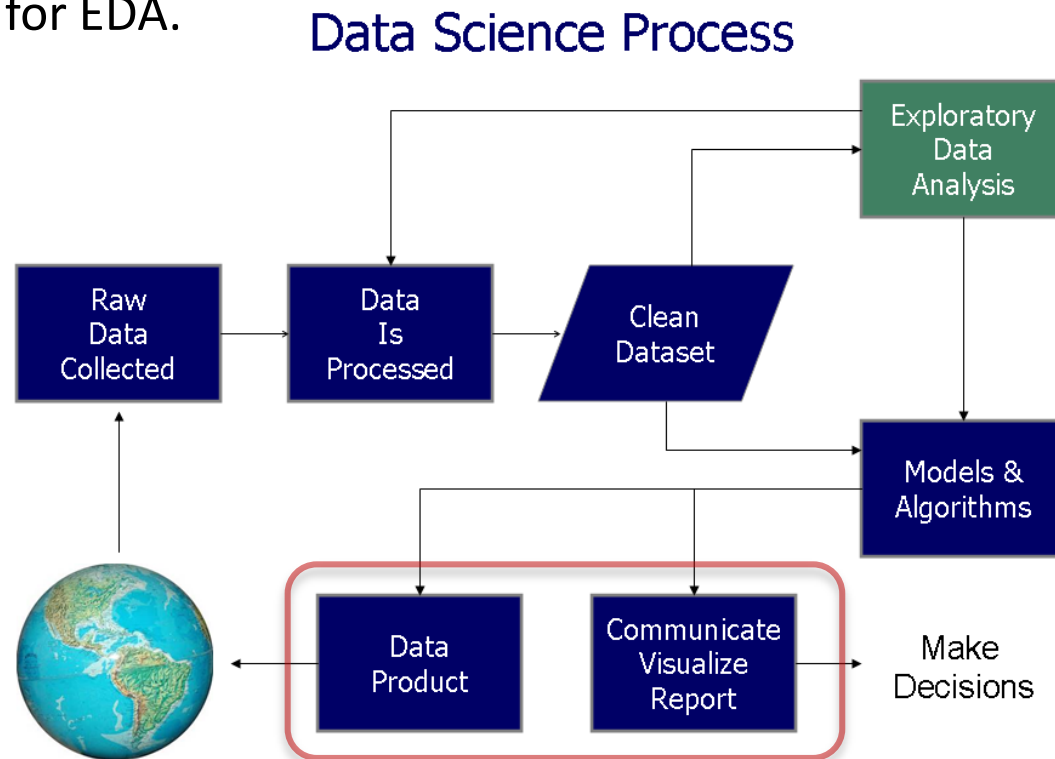 for EDA.
Data Science Process
Exploratory
Data
Analysis
Raw
Data
Collected
Data
Is
Processed
Clean
Dataset
Models &
Algorithms
Data
Product
Communicate
Visualize
Report
Make
Decisions